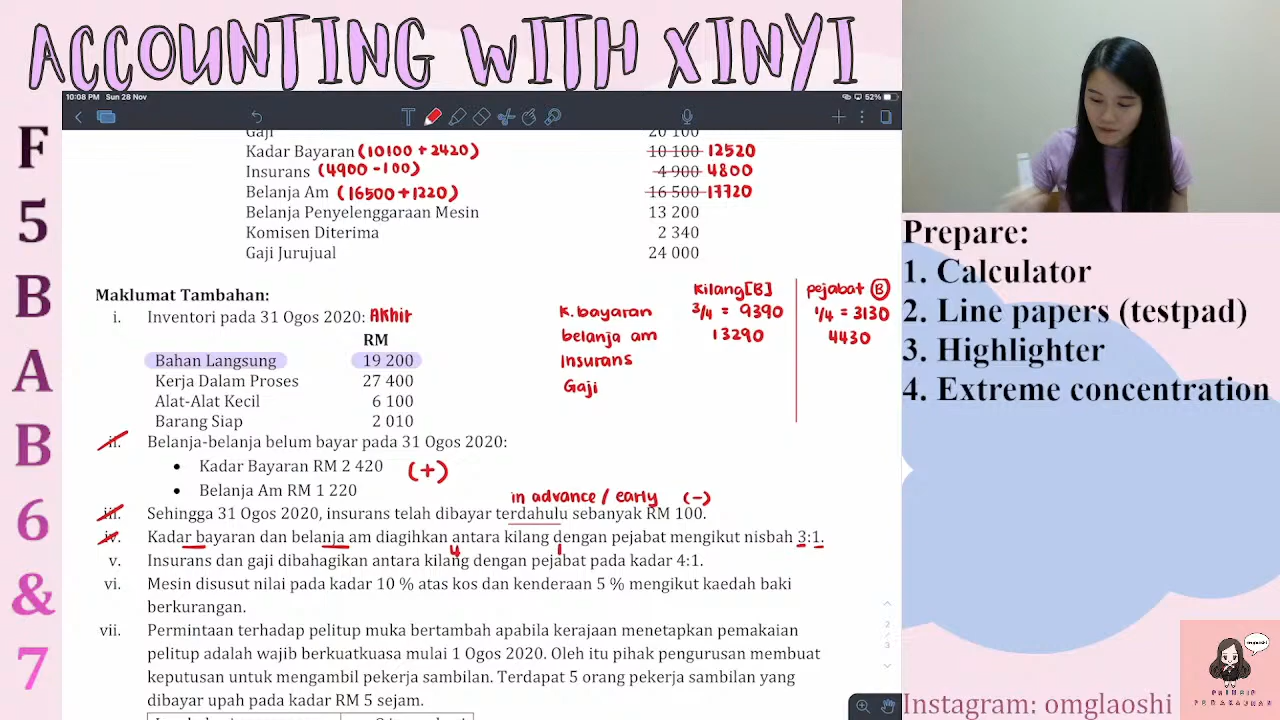 ACCOUNTING WITH XINYI
F5 BAB 6 & 7
10:08 PM Sun 28 Nov
52%
Gaji 20 100
Kadar Bayaran (10100 + 2420) 10 100 12520
Insurans (4900 - 100) 4 900 4800
Belanja Am (16500 + 1220) 16 500 17720
Belanja Penyelenggaraan Mesin 13 200
Komisen Diterima 2 340
Gaji Jurujual 24 000
Maklumat Tambahan:
i. Inventori pada 31 Ogos 2020: Akhir
RM
Bahan Langsung 19 200
Kerja Dalam Proses 27 400
Alat-Alat Kecil 6 100
Barang Siap 2 010
Kilang[B] pejabat B
K. bayaran 3/4 = 9390 1/4 = 3130
belanja am 13290 4430
Insurans
Gaji
ii. Belanja-belanja belum bayar pada 31 Ogos 2020:
• Kadar Bayaran RM 2 420 (+)
• Belanja Am RM 1 220
in advance / early (-)
iii. Sehingga 31 Ogos 2020, insurans telah dibayar terdahulu sebanyak RM 100.
iv. Kadar bayaran dan belanja am diagihkan antara kilang dengan pejabat mengikut nisbah 3:1.
4 1
v. Insurans dan gaji dibahagikan antara kilang dengan pejabat pada kadar 4:1.
vi. Mesin disusut nilai pada kadar 10 % atas kos dan kenderaan 5 % mengikut kaedah baki
berkurangan.
vii. Permintaan terhadap pelitup muka bertambah apabila kerajaan menetapkan pemakaian
pelitup adalah wajib berkuatkuasa mulai 1 Ogos 2020. Oleh itu pihak pengurusan membuat
keputusan untuk mengambil pekerja sambilan. Terdapat 5 orang pekerja sambilan yang
dibayar upah pada kadar RM 5 sejam.
2
/
3
Prepare:
1. Calculator
2. Line papers (testpad)
3. Highlighter
4. Extreme concentration
Instagram: omglaoshi